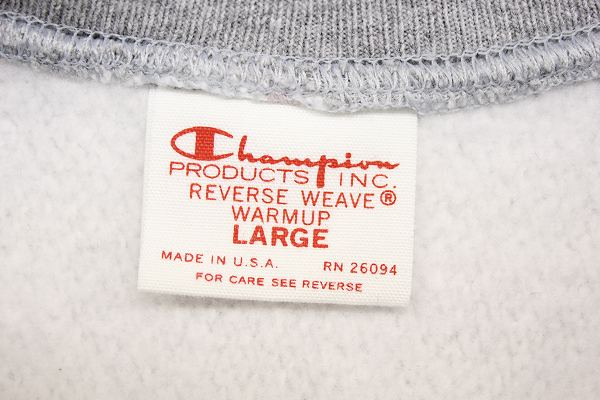 Champion
PRODUCTS INC.
REVERSE WEAVE®
WARMUP
LARGE
MADE IN U.S.A. RN 26094
FOR CARE SEE REVERSE